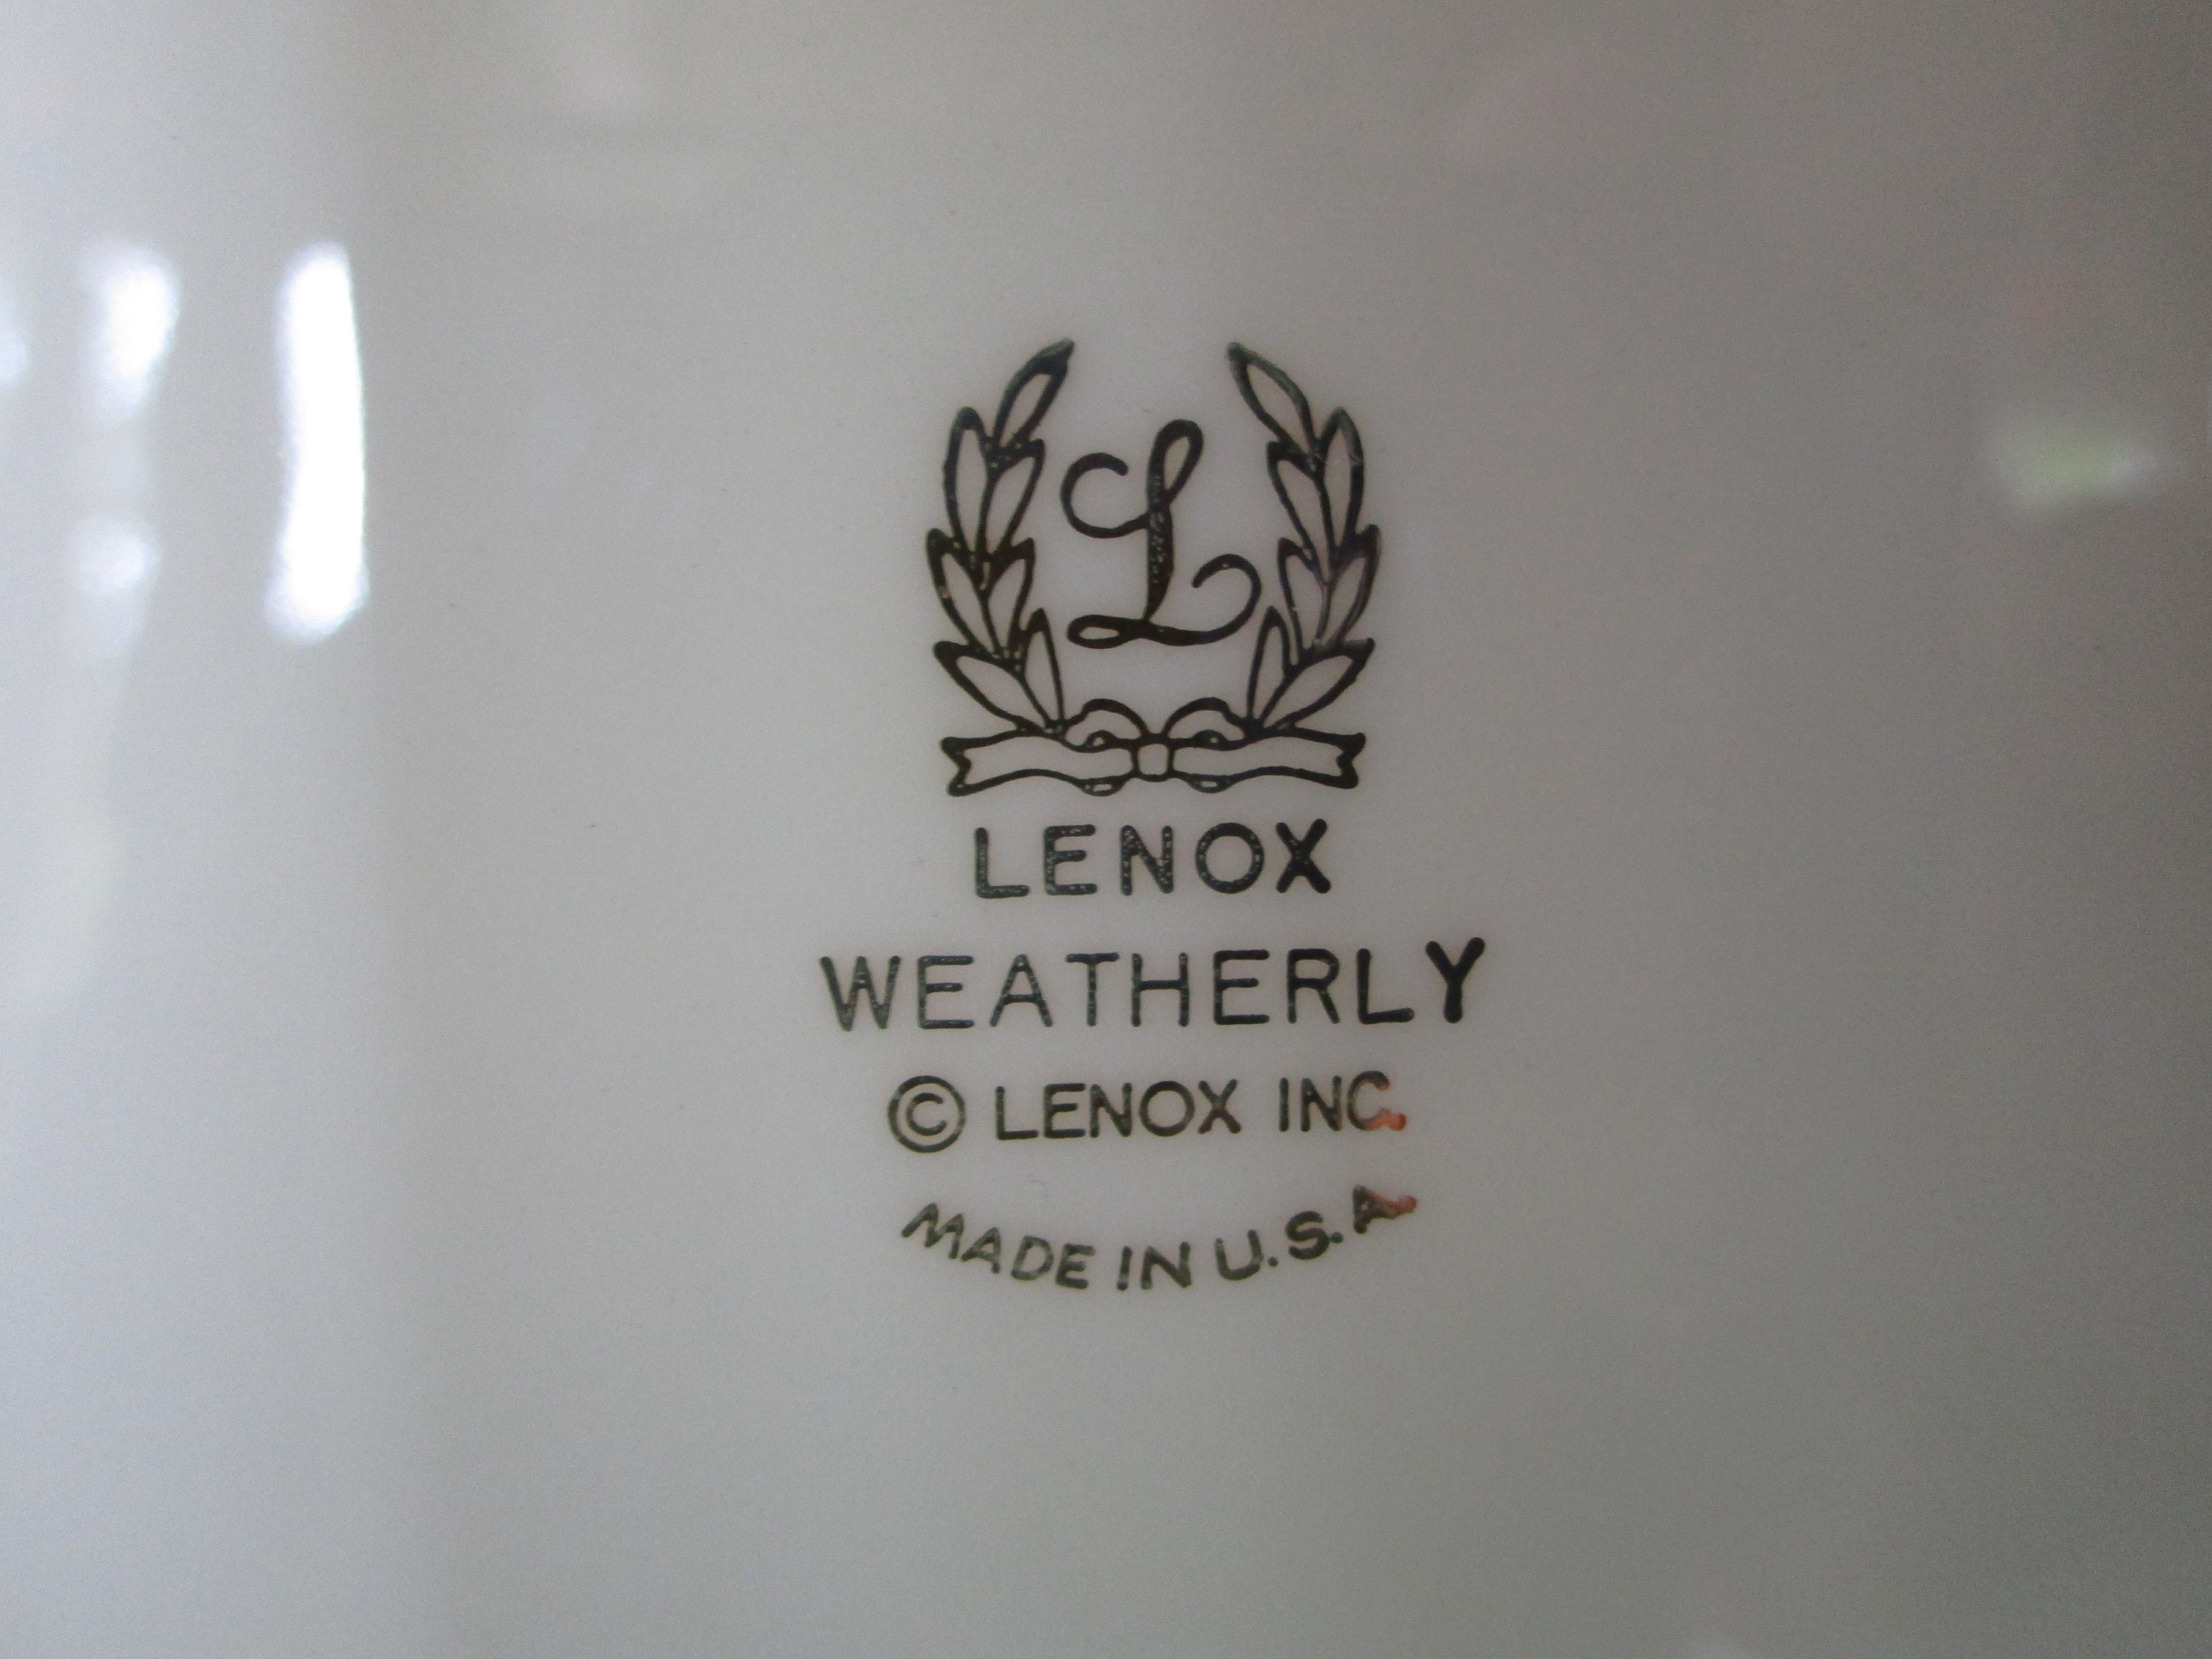 L
LENOX
WEATHERLY
© LENOX INC.
MADE IN U.S.A.